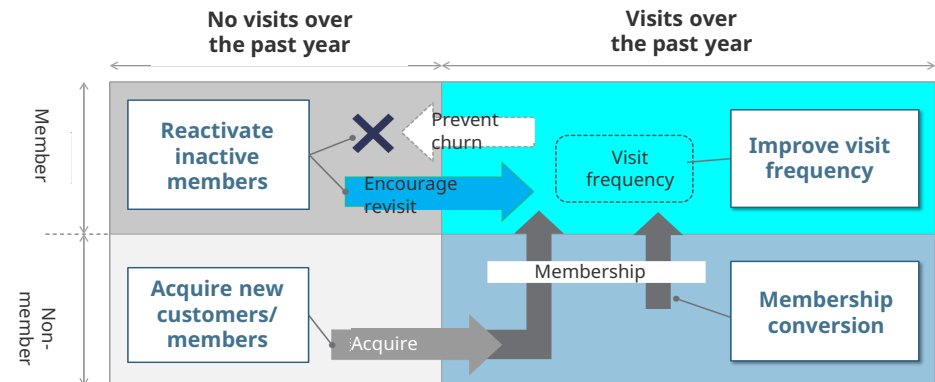 No visits over
the past year
Visits over
the past year
Member
Reactivate
inactive
members
Prevent
churn
Encourage
revisit
Visit
frequency
Improve visit
frequency
Non-
member
Acquire new
customers/
members
Acquire
Membership
Membership
conversion